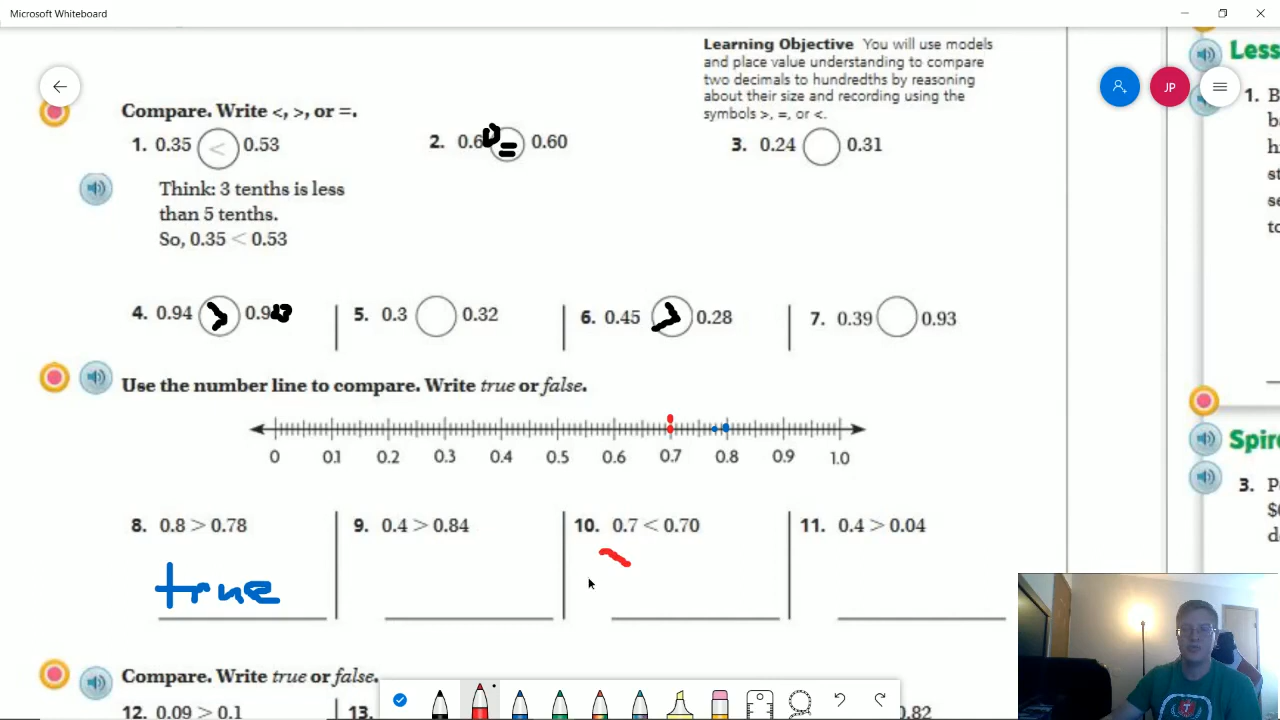 Microsoft Whiteboard
Learning Objective You will use models
and place value understanding to compare
two decimals to hundredths by reasoning
about their size and recording using the
symbols >, =, or <.
JP
Less
Compare. Write <, >, or =.
1. 0.35 < 0.53
2. 0.60 = 0.60
3. 0.24 0.31
Think: 3 tenths is less
than 5 tenths.
So, 0.35 < 0.53
4. 0.94 > 0.9
5. 0.3 0.32
6. 0.45 > 0.28
7. 0.39 0.93
Use the number line to compare. Write true or false.
0 0.1 0.2 0.3 0.4 0.5 0.6 0.7 0.8 0.9 1.0
8. 0.8 > 0.78
9. 0.4 > 0.84
10. 0.7 < 0.70
11. 0.4 > 0.04
true
Compare. Write true or false.
12. 0.09 > 0.1
13.
0.82
1. B
Spir
3. P